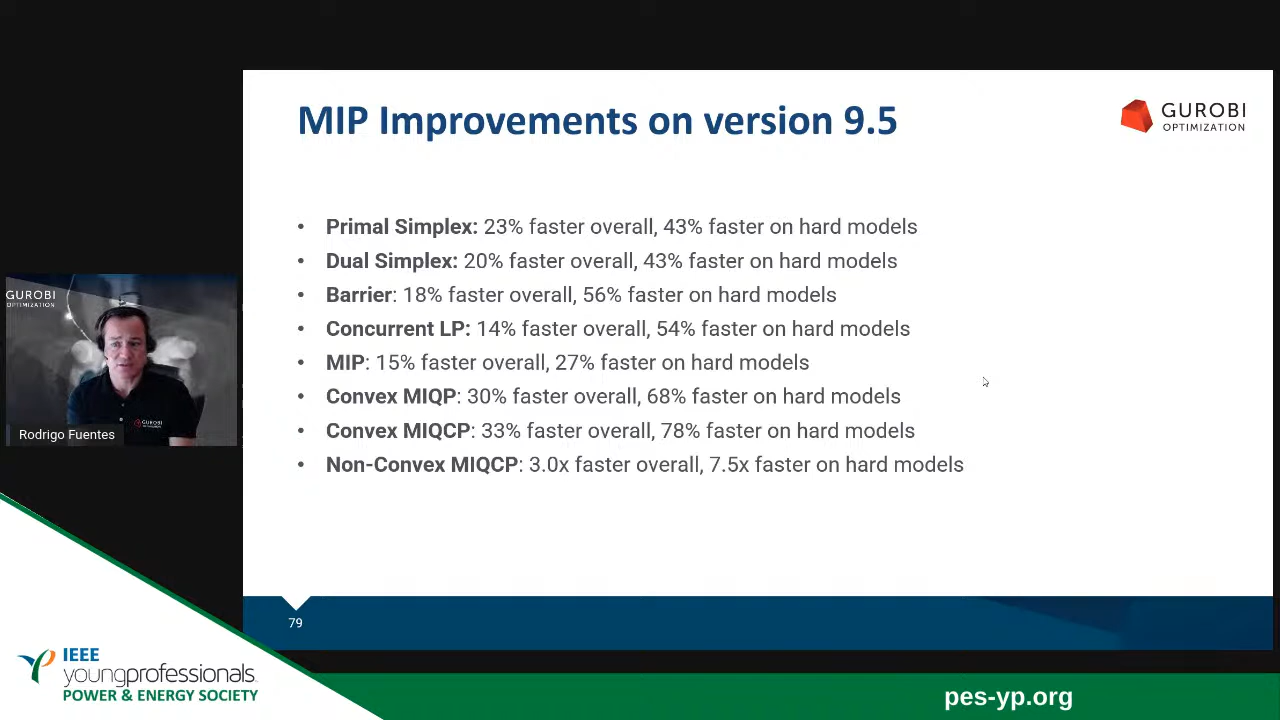 MIP Improvements on version 9.5
GUROBI
OPTIMIZATION
• Primal Simplex: 23% faster overall, 43% faster on hard models
• Dual Simplex: 20% faster overall, 43% faster on hard models
• Barrier: 18% faster overall, 56% faster on hard models
• Concurrent LP: 14% faster overall, 54% faster on hard models
• MIP: 15% faster overall, 27% faster on hard models
• Convex MIQP: 30% faster overall, 68% faster on hard models
• Convex MIQCP: 33% faster overall, 78% faster on hard models
• Non-Convex MIQCP: 3.0x faster overall, 7.5x faster on hard models
79
GUROBI
OPTIMIZATION
GUROBI
Rodrigo Fuentes
IEEE
youngprofessionals
POWER & ENERGY SOCIETY
pes-yp.org